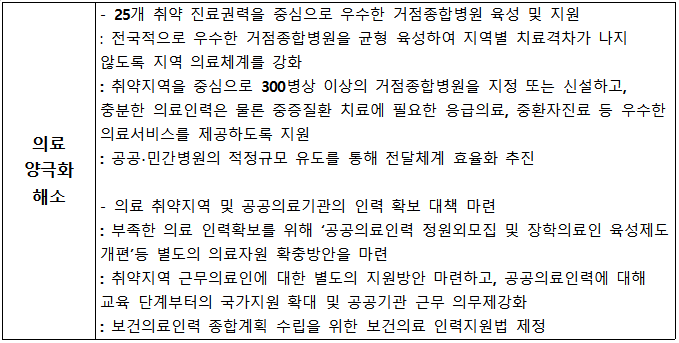 의료
양극화
해소
- 25개 취약 진료권력을 중심으로 우수한 거점종합병원 육성 및 지원
: 전국적으로 우수한 거점종합병원을 균형 육성하여 지역별 치료격차가 나지
않도록 지역 의료체계를 강화
: 취약지역을 중심으로 300병상 이상의 거점종합병원을 지정 또는 신설하고,
충분한 의료인력은 물론 중증질환 치료에 필요한 응급의료, 중환자진료 등 우수한
의료서비스를 제공하도록 지원
: 공공·민간병원의 적정규모 유도를 통해 전달체계 효율화 추진
- 의료 취약지역 및 공공의료기관의 인력 확보 대책 마련
: 부족한 의료 인력확보를 위해 ‘공공의료인력 정원외모집 및 장학의료인 육성제도
개편’등 별도의 의료자원 확충방안을 마련
: 취약지역 근무의료인에 대한 별도의 지원방안 마련하고, 공공의료인력에 대해
교육 단계부터의 국가지원 확대 및 공공기관 근무 의무제강화
: 보건의료인력 종합계획 수립을 위한 보건의료 인력지원법 제정